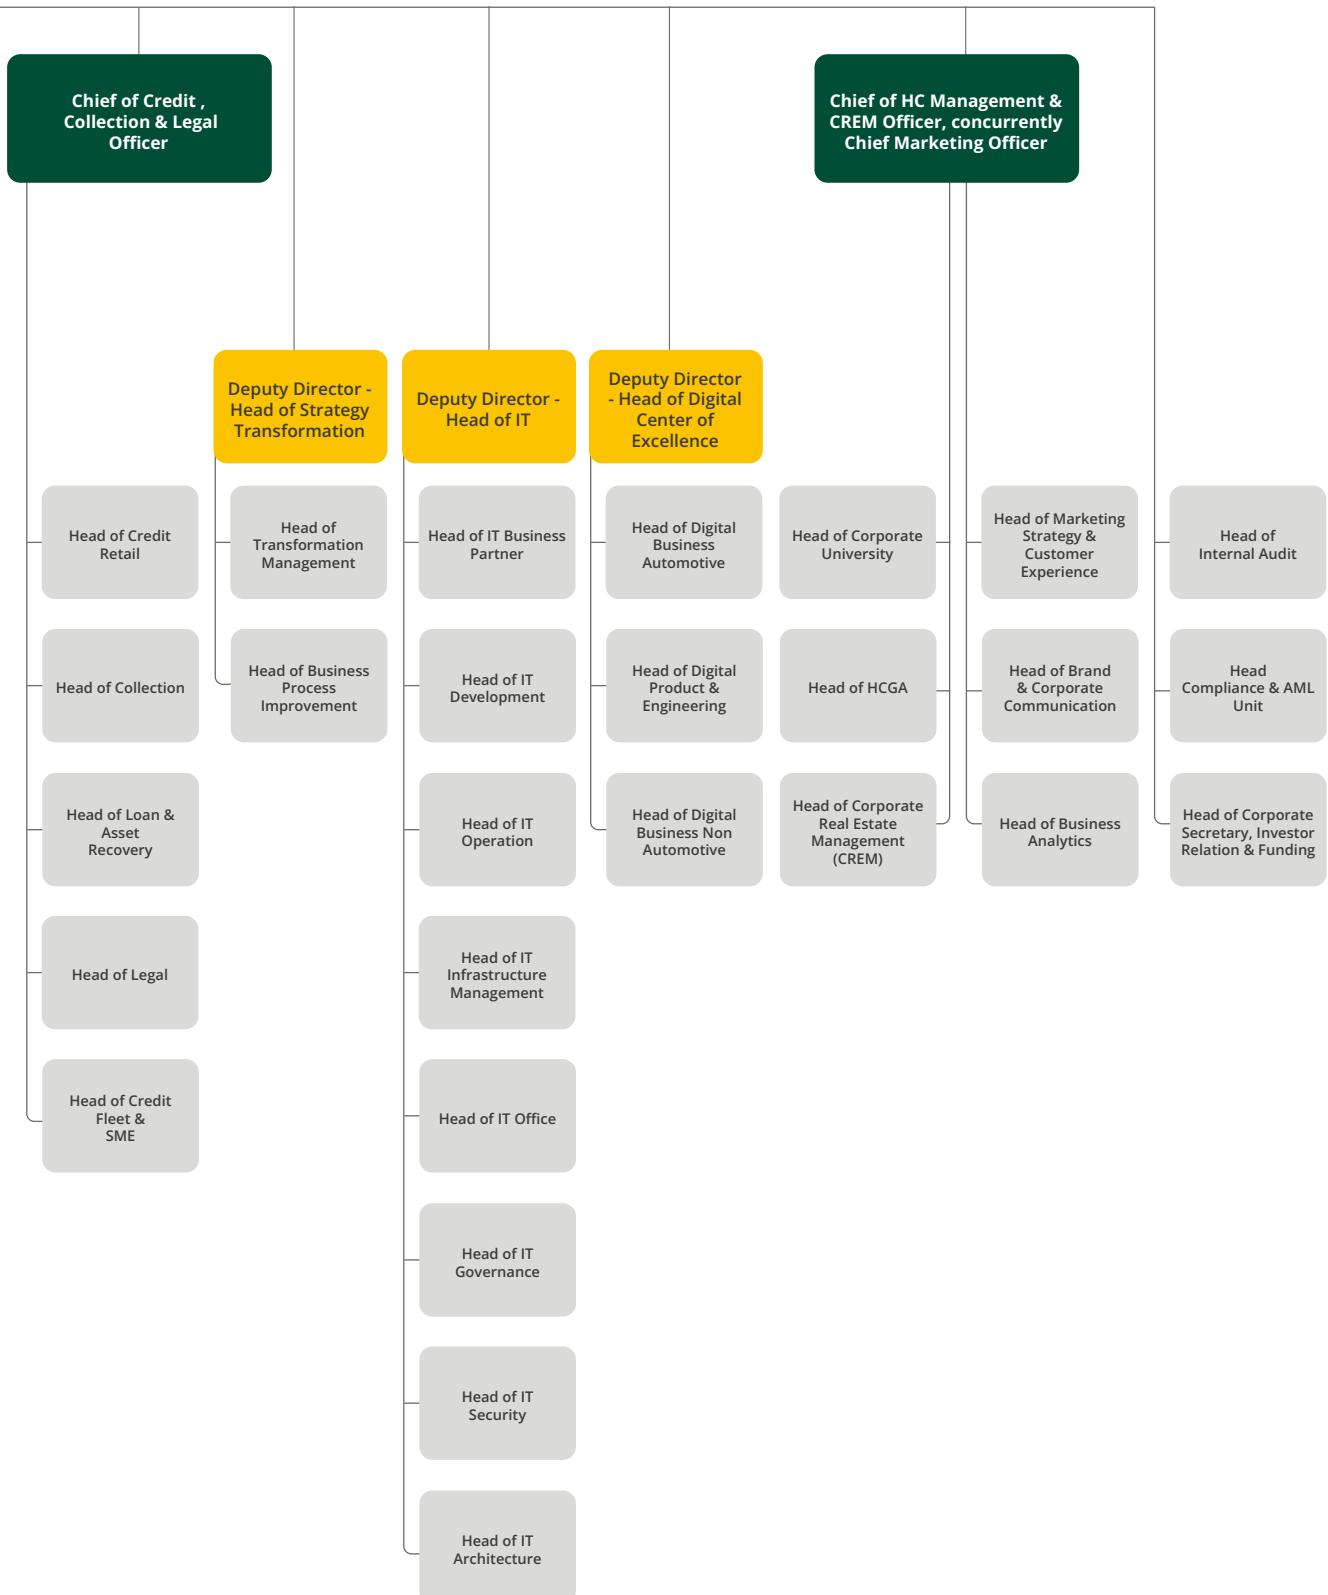 Chief of Credit ,
Collection & Legal
Officer
Chief of HC Management &
CREM Officer, concurrently
Chief Marketing Officer
Deputy Director -
Head of Strategy
Transformation
Deputy Director -
Head of IT
Deputy Director
- Head of Digital
Center of
Excellence
Head of Credit
Retail
Head of
Transformation
Management
Head of IT Business
Partner
Head of Digital
Business
Automotive
Head of Corporate
University
Head of Marketing
Strategy &
Customer
Experience
Head of
Internal Audit
Head of Collection
Head of Business
Process
Improvement
Head of IT
Development
Head of Digital
Product &
Engineering
Head of HCGA
Head of Brand
& Corporate
Communication
Head
Compliance & AML
Unit
Head of Loan &
Asset
Recovery
Head of IT
Operation
Head of Digital
Business Non
Automotive
Head of Corporate
Real Estate
Management
(CREM)
Head of Business
Analytics
Head of Corporate
Secretary, Investor
Relation & Funding
Head of Legal
Head of IT
Infrastructure
Management
Head of Credit
Fleet &
SME
Head of IT Office
Head of IT
Governance
Head of IT
Security
Head of IT
Architecture